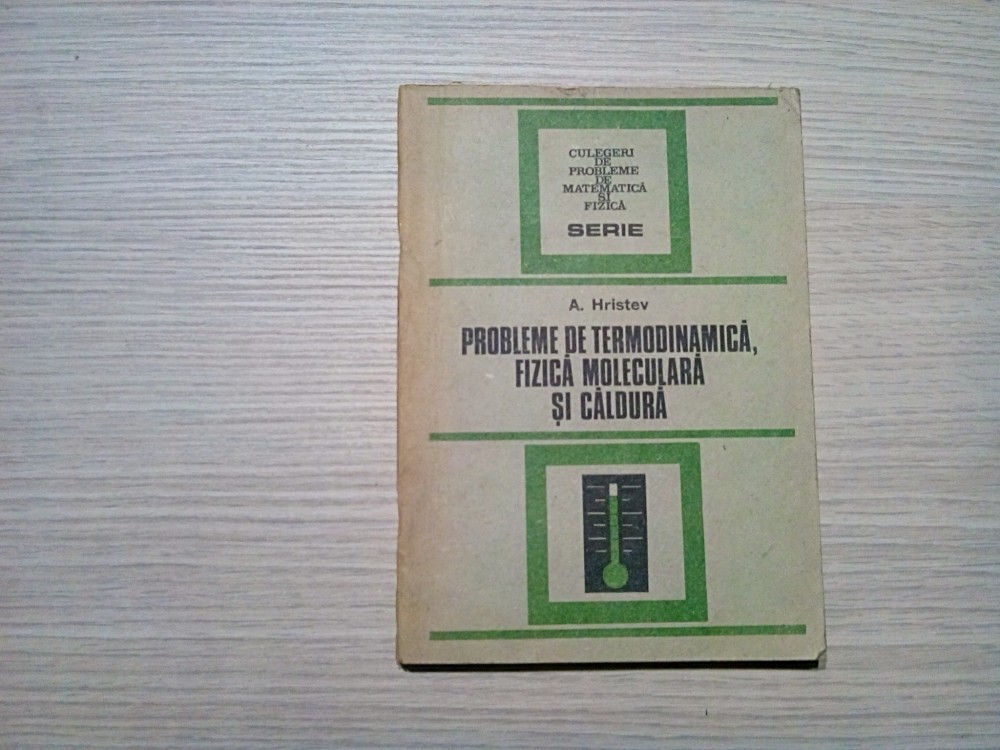 CULEGERI
DE
PROBLEME
DE
MATEMATICĂ
ȘI
FIZICĂ
SERIE
A. Hristev
PROBLEME DE TERMODINAMICĂ,
FIZICĂ MOLECULARĂ
ȘI CĂLDURĂ